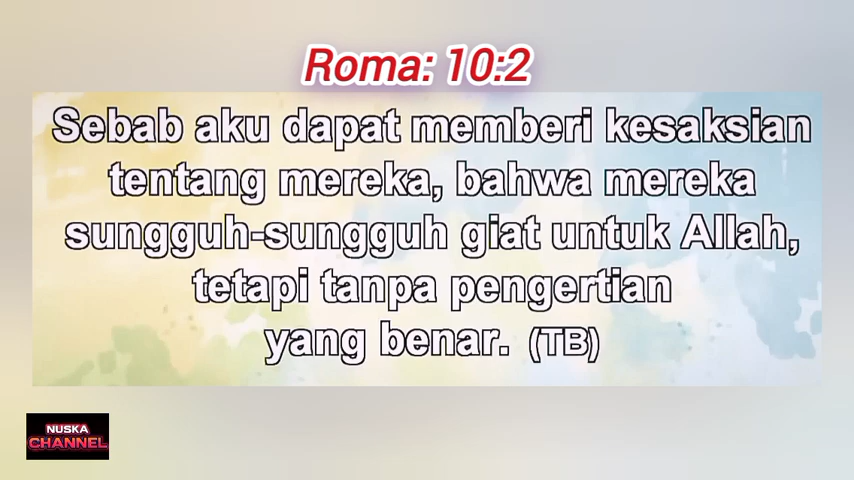 Roma: 10:2
Sebab aku dapat memberi kesaksian
tentang mereka, bahwa mereka
sungguh-sungguh giat untuk Allah,
tetapi tanpa pengertian
yang benar. (TB)
NUSKA
CHANNEL